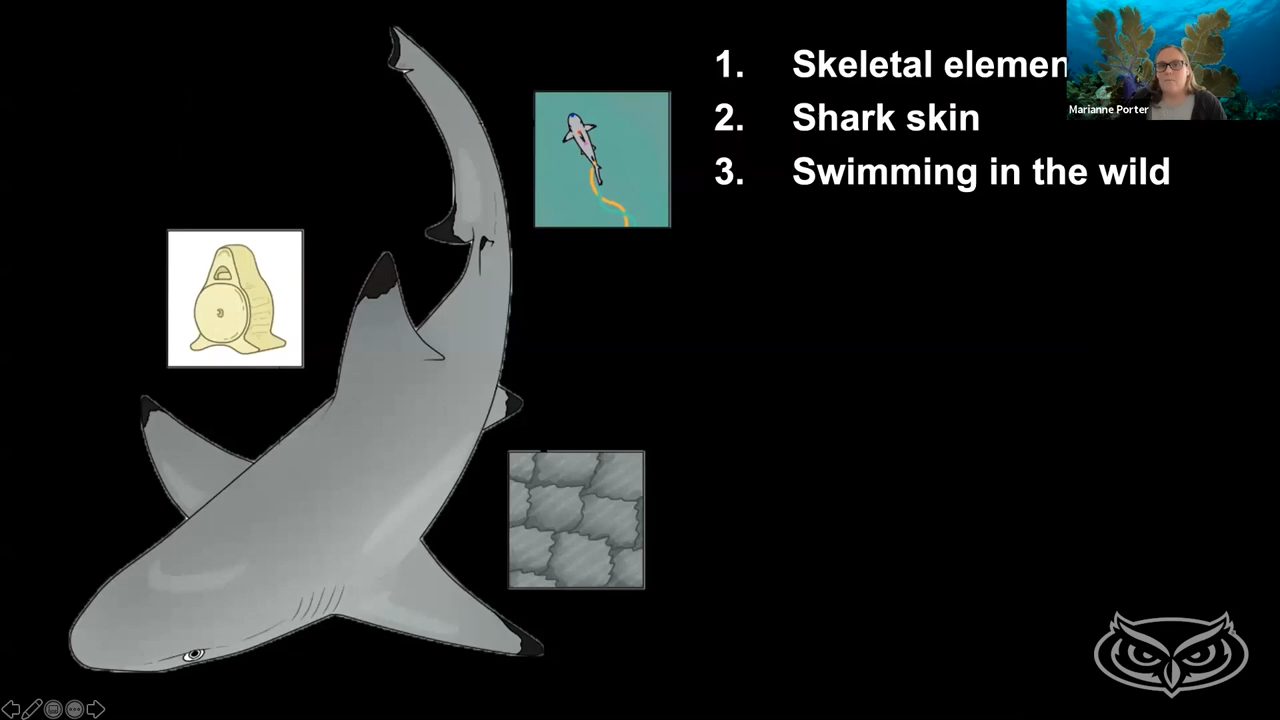 1. Skeletal elemen
2. Shark skin
3. Swimming in the wild
Marianne Porter